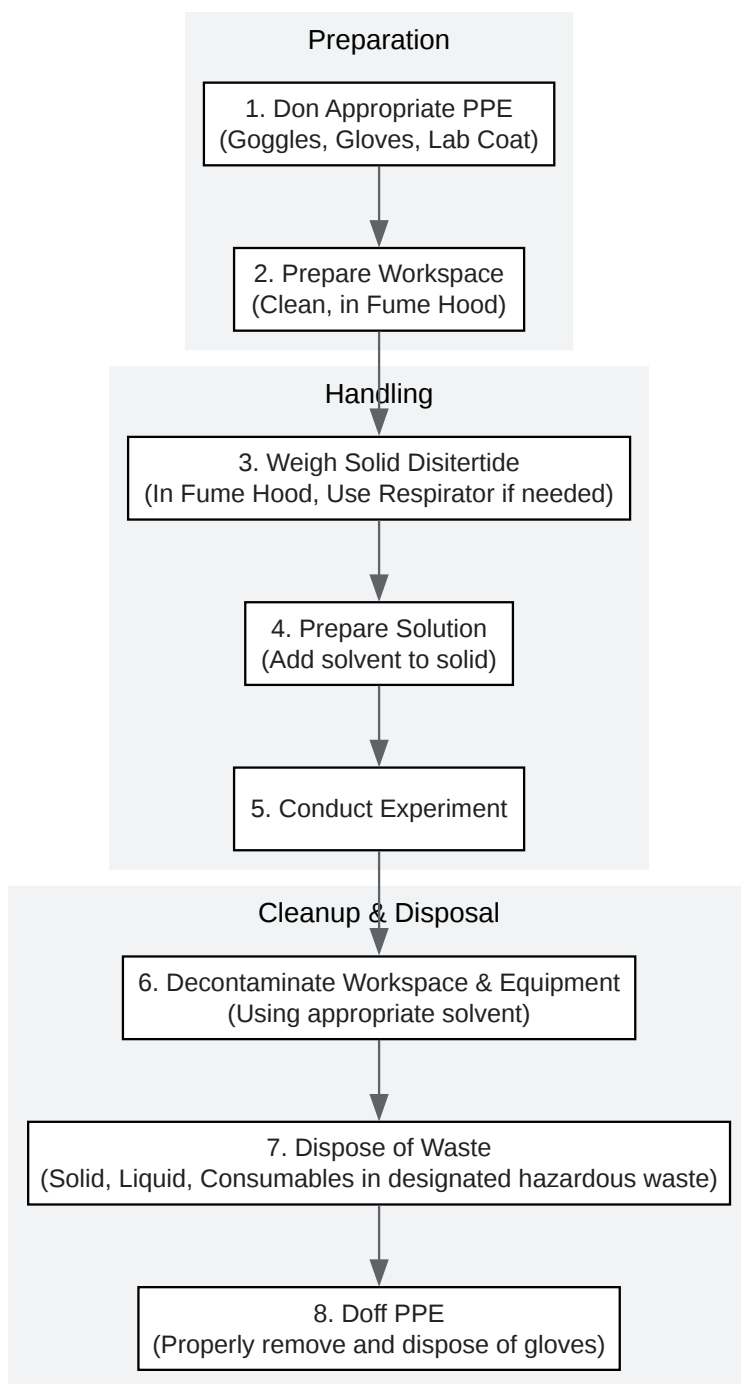 Preparation
1. Don Appropriate PPE
(Goggles, Gloves, Lab Coat)
2. Prepare Workspace
(Clean, in Fume Hood)
Handling
3. Weigh Solid Disitertide
(In Fume Hood, Use Respirator if needed)
4. Prepare Solution
(Add solvent to solid)
5. Conduct Experiment
Cleanup & Disposal
6. Decontaminate Workspace & Equipment
(Using appropriate solvent)
7. Dispose of Waste
(Solid, Liquid, Consumables in designated hazardous waste)
8. Doff PPE
(Properly remove and dispose of gloves)